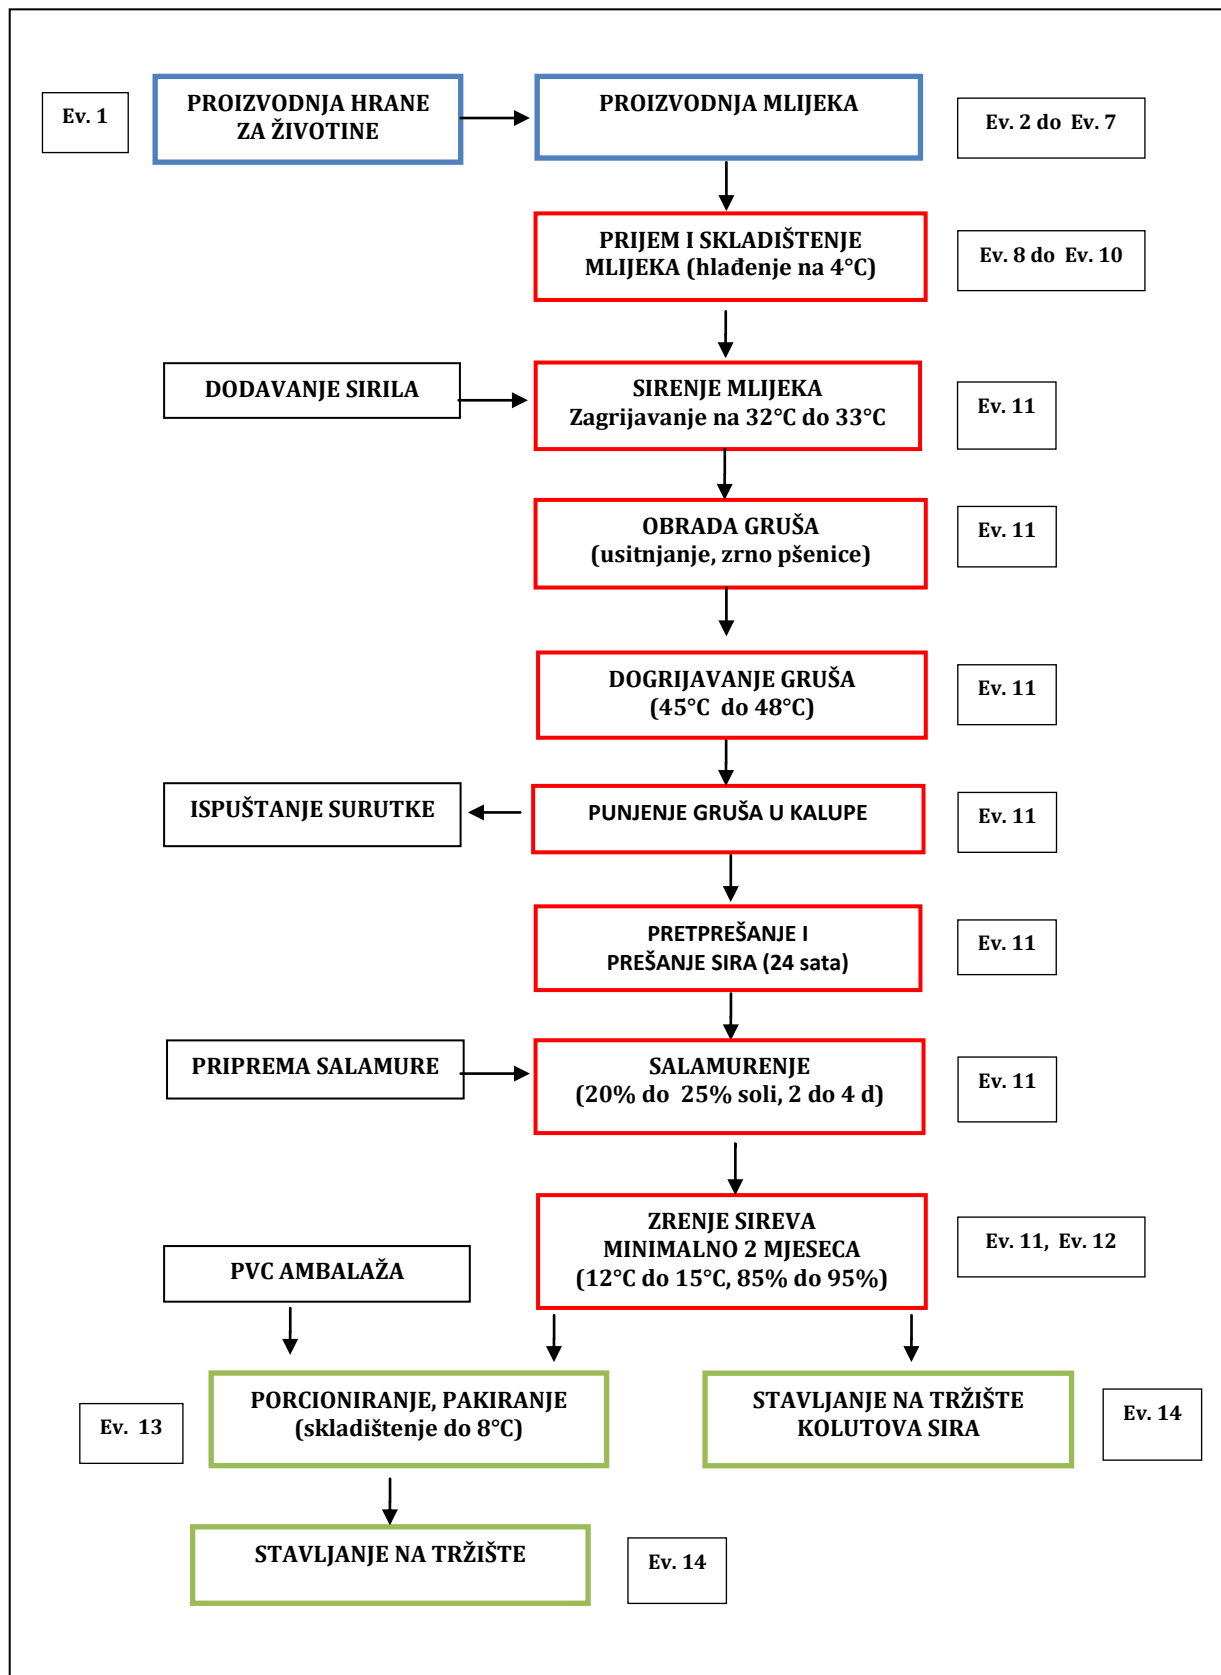 Ev. 1
PROIZVODNJA HRANE
ZA ŽIVOTINE
PROIZVODNJA MLIJEKA
Ev. 2 do Ev. 7
PRIJEM I SKLADIŠTENJE
MLIJEKA (hlađenje na 4°C)
Ev. 8 do Ev. 10
DODAVANJE SIRILA
SIRENJE MLIJEKA
Zagrijavanje na 32°C do 33°C
Ev. 11
OBRADA GRUŠA
(usitnjanje, zrno pšenice)
Ev. 11
DOGRIJAVANJE GRUŠA
(45°C do 48°C)
Ev. 11
ISPUŠTANJE SURUTKE
PUNJENJE GRUŠA U KALUPE
Ev. 11
PRETPREŠANJE I
PREŠANJE SIRA (24 sata)
Ev. 11
PRIPREMA SALAMURE
SALAMURENJE
(20% do 25% soli, 2 do 4 d)
Ev. 11
ZRENJE SIREVA
MINIMALNO 2 MJESECA
(12°C do 15°C, 85% do 95%)
Ev. 11, Ev. 12
PVC AMBALAŽA
Ev. 13
PORCIONIRANJE, PAKIRANJE
(skladištenje do 8°C)
STAVLJANJE NA TRŽIŠTE
KOLUTOVA SIRA
Ev. 14
STAVLJANJE NA TRŽIŠTE
Ev. 14